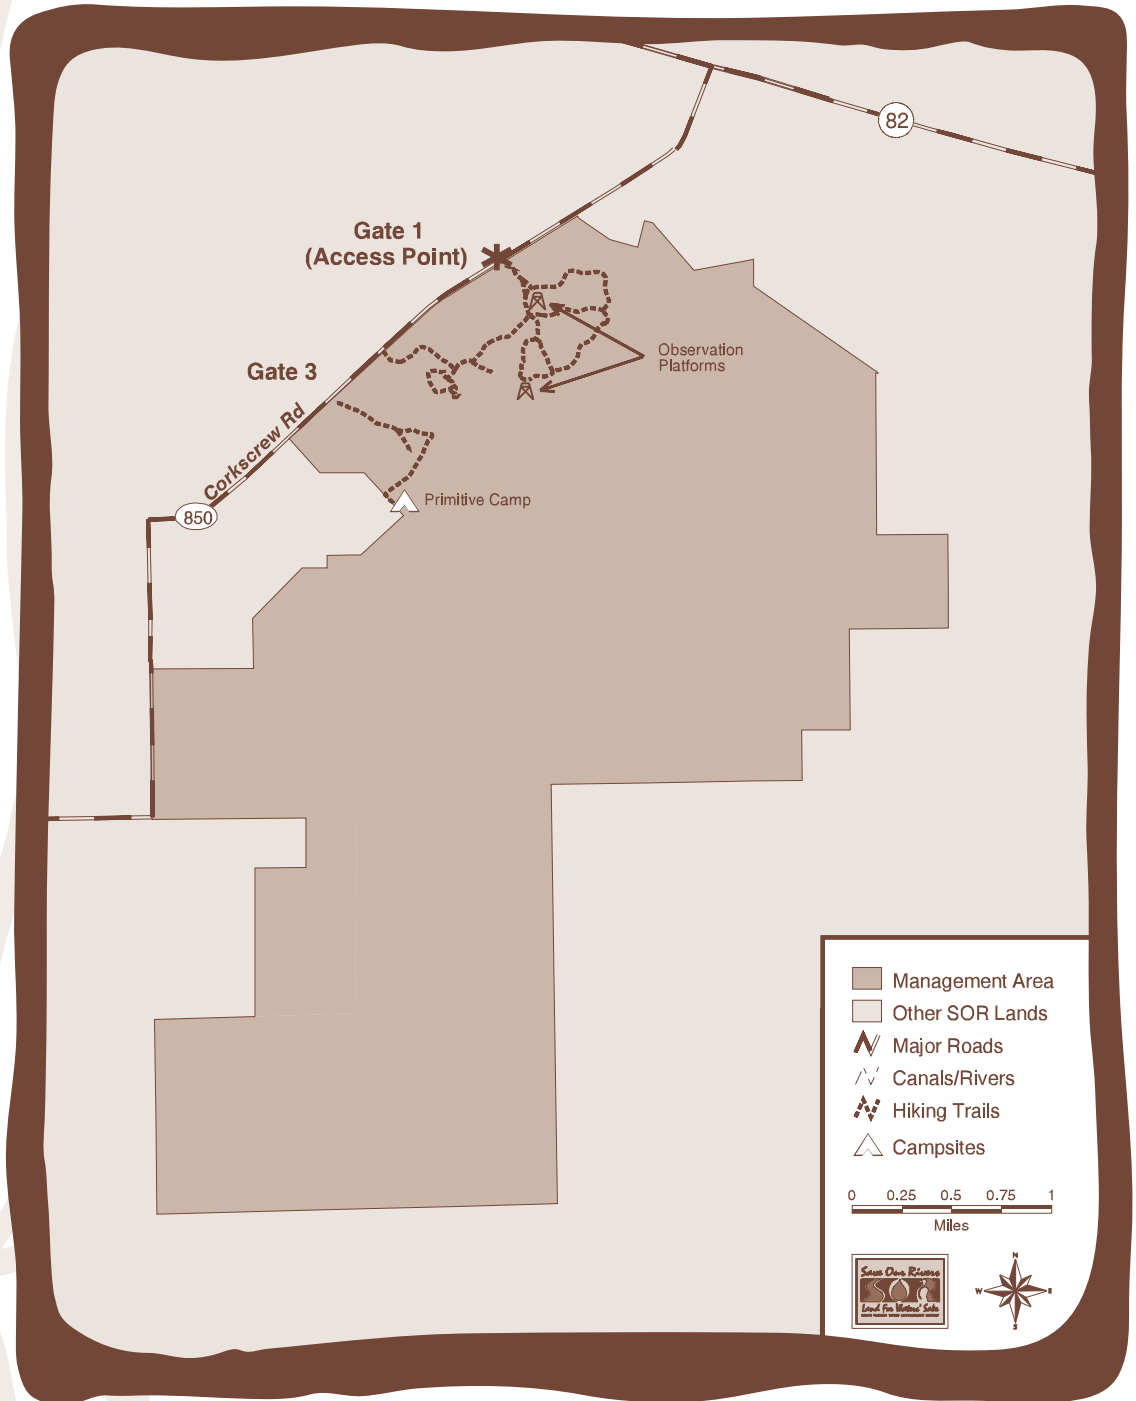 82
Gate 1
(Access Point)
Observation
Platforms
Gate 3
Corkscrew Rd
850
Primitive Camp
Management Area
Other SOR Lands
Major Roads
Canals/Rivers
Hiking Trails
Campsites
0 0.25 0.5 0.75 1
Miles
Save Our Rivers
Land For Waters' Sake
N
W E
S